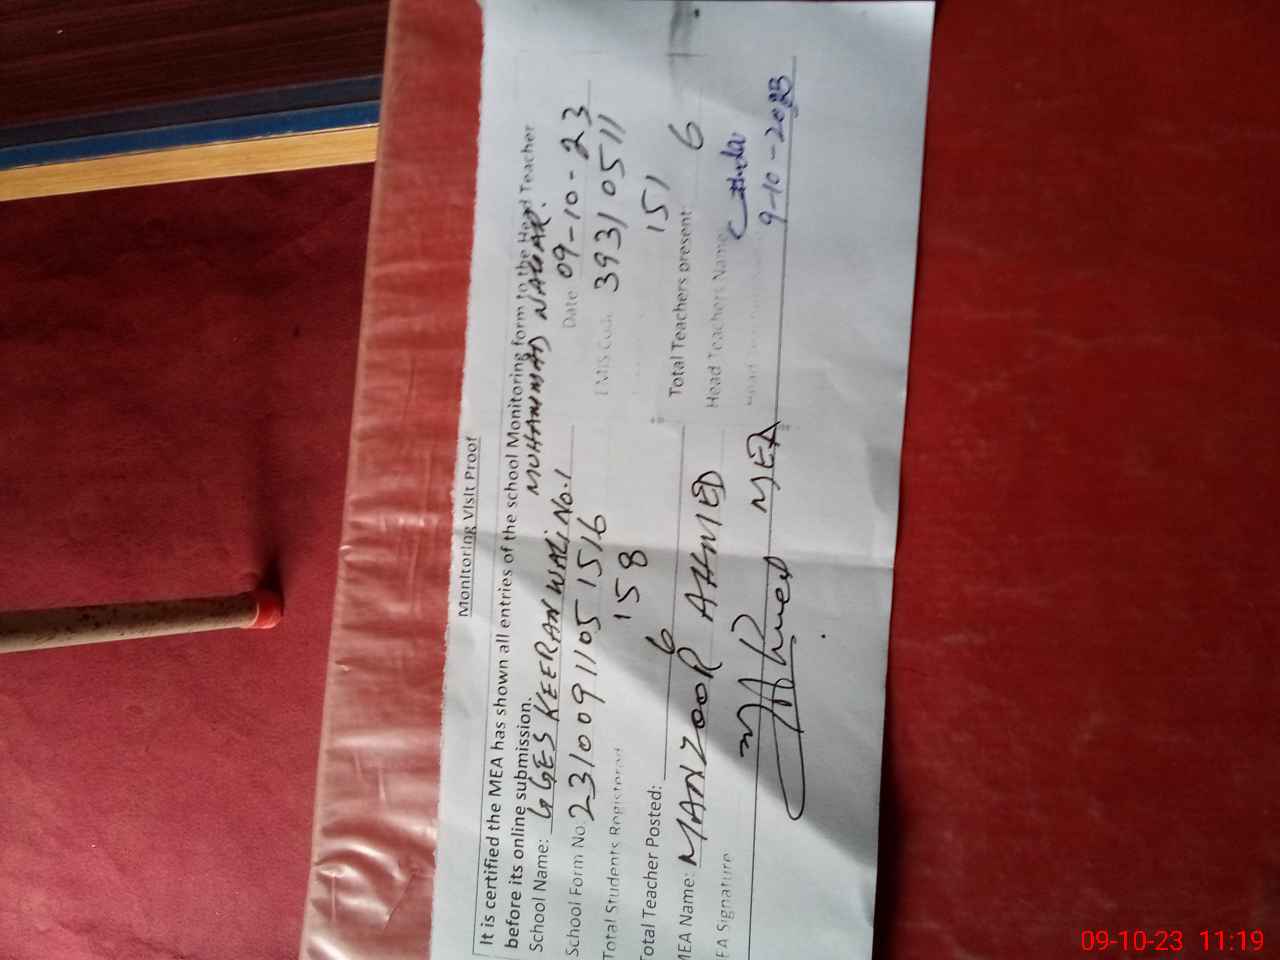 Monitoring Visit Proof
It is certified the MEA has shown all entries of the school Monitoring form to the Head Teacher
before its online submission.
School Name: GGES KEERAN WALI No.1 MUHAMMAD NAGAR.
School Form No: 23100911051516 Date 09-10-23
Total Students Registered 158 EMIS Code 39310511
151
Total Teacher Posted: 6 Total Teachers present: 6
MEA Name: MANZOOR AHMED Head Teachers Name
EA Signature: MEA 9-10-2023
09-10-23 11:19